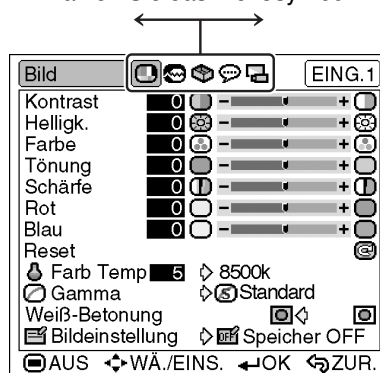 Bild EING.1
Kontrast 0 - +
Helligk. 0 - +
Farbe 0 - +
Tönung 0 - +
Schärfe 0 - +
Rot 0 - +
Blau 0 - +
Reset
Farb Temp 5 8500k
Gamma S Standard
Weiß-Betonung
Bildeinstellung OFF Speicher OFF
AUS WÄ./EINS. OK ZUR.